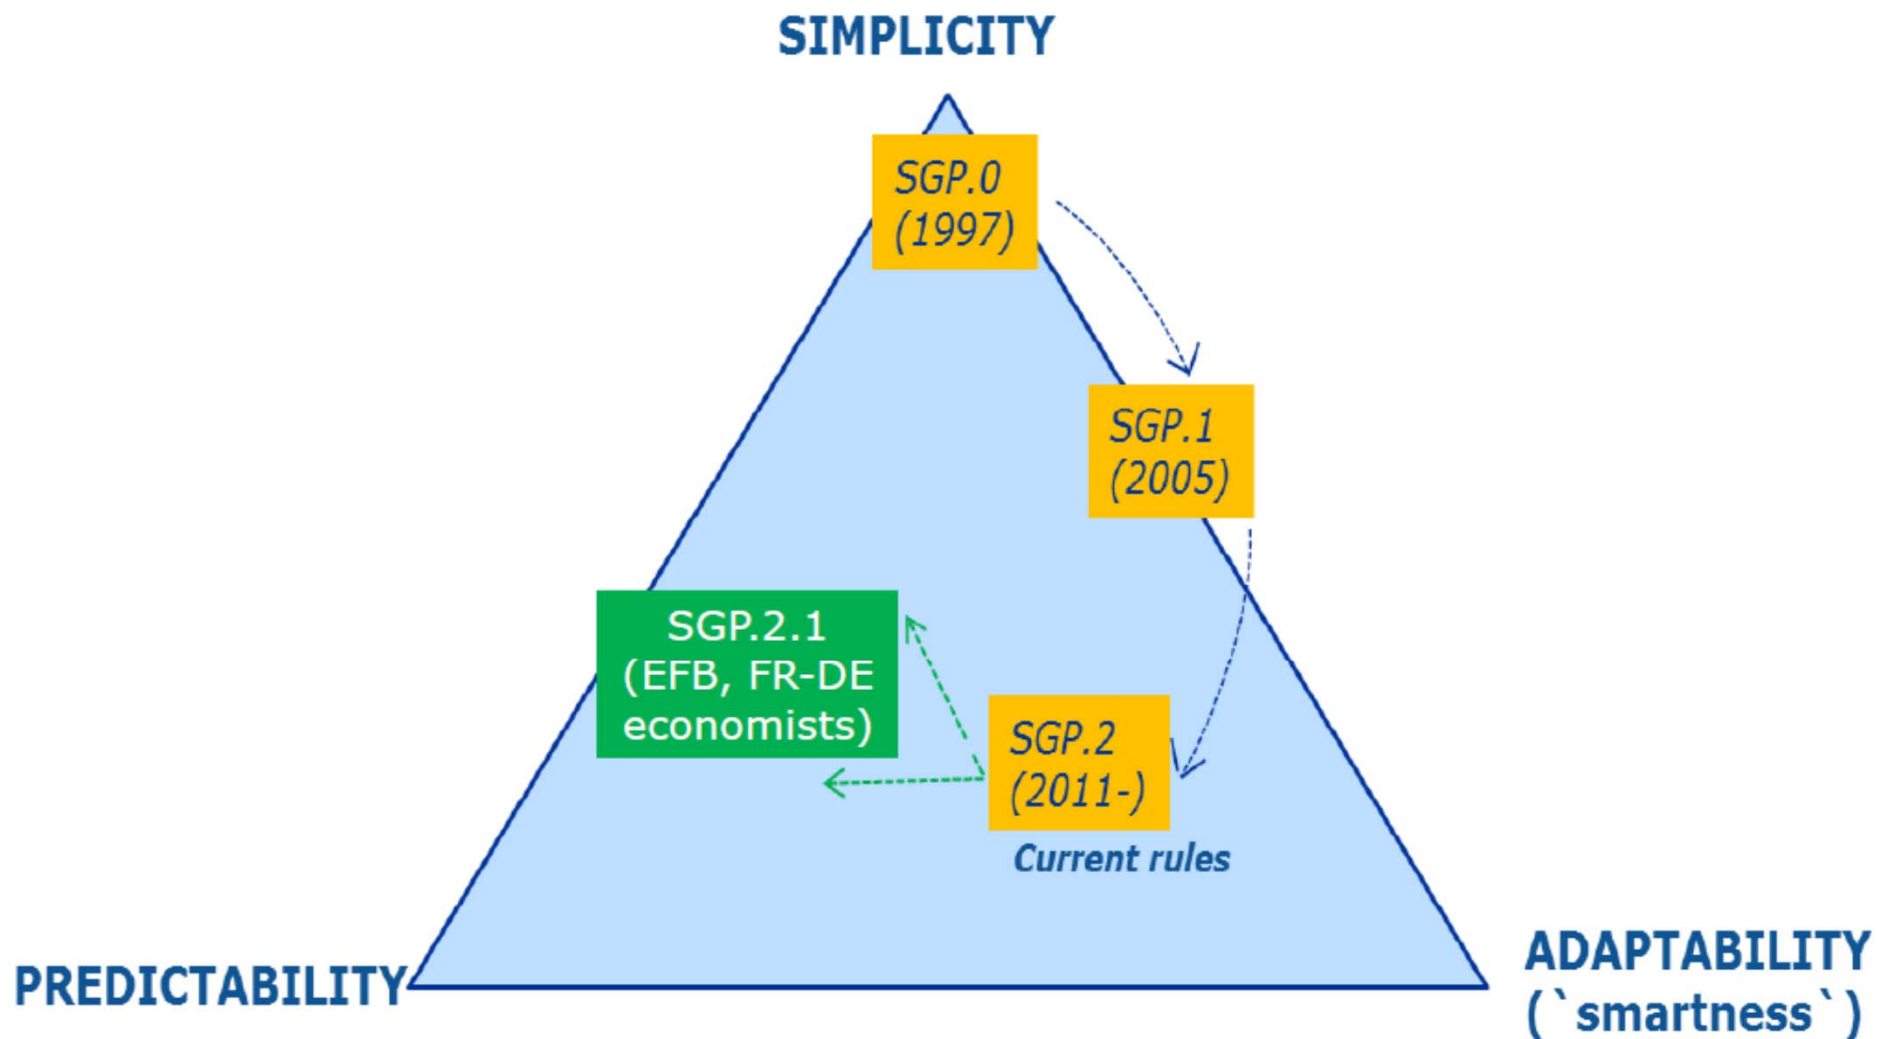 SIMPLICITY
SGP.0
(1997)
SGP.1
(2005)
SGP.2.1
(EFB, FR-DE
economists)
SGP.2
(2011-)
Current rules
PREDICTABILITY
ADAPTABILITY
(`smartness`)